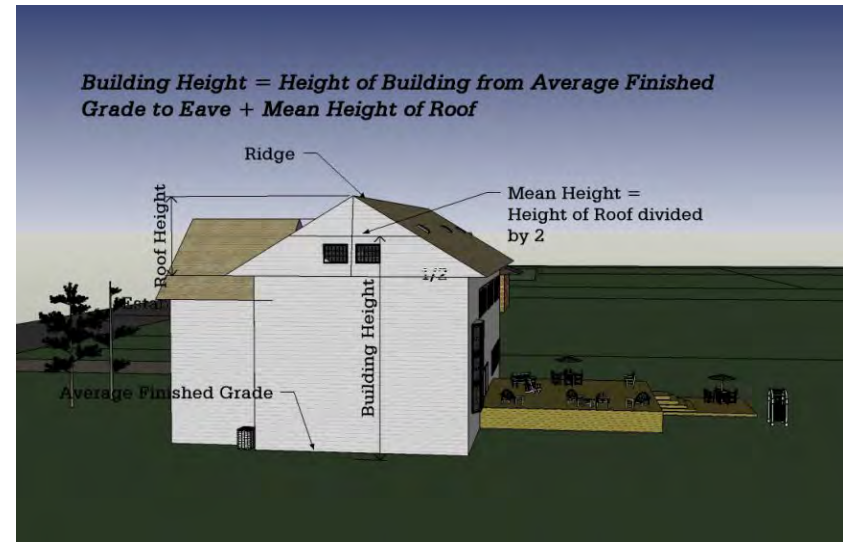 Building Height = Height of Building from Average Finished
Grade to Eave + Mean Height of Roof
Ridge
Mean Height =
Height of Roof divided
by 2
Roof Height
1/2
Building Height
Average Finished Grade